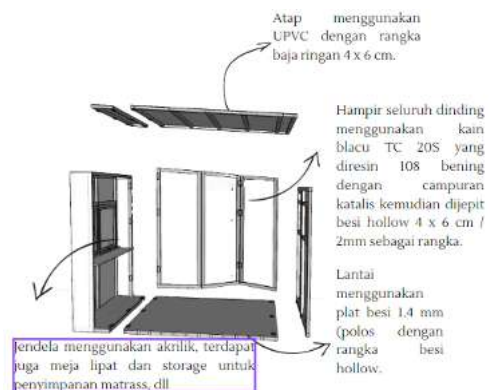 Atap menggunakan
UPVC dengan rangka
baja ringan 4 x 6 cm.
Hampir seluruh dinding
menggunakan kain
blacu TC 20S yang
diresin 108 bening
dengan campuran
katalis kemudian dijepit
besi hollow 4 x 6 cm /
2mm sebagai rangka.
Lantai
menggunakan
plat besi 1.4 mm
(polos dengan
rangka besi
hollow.
Jendela menggunakan akrilik, terdapat
juga meja lipat dan storage untuk
penyimpanan matrass, dll